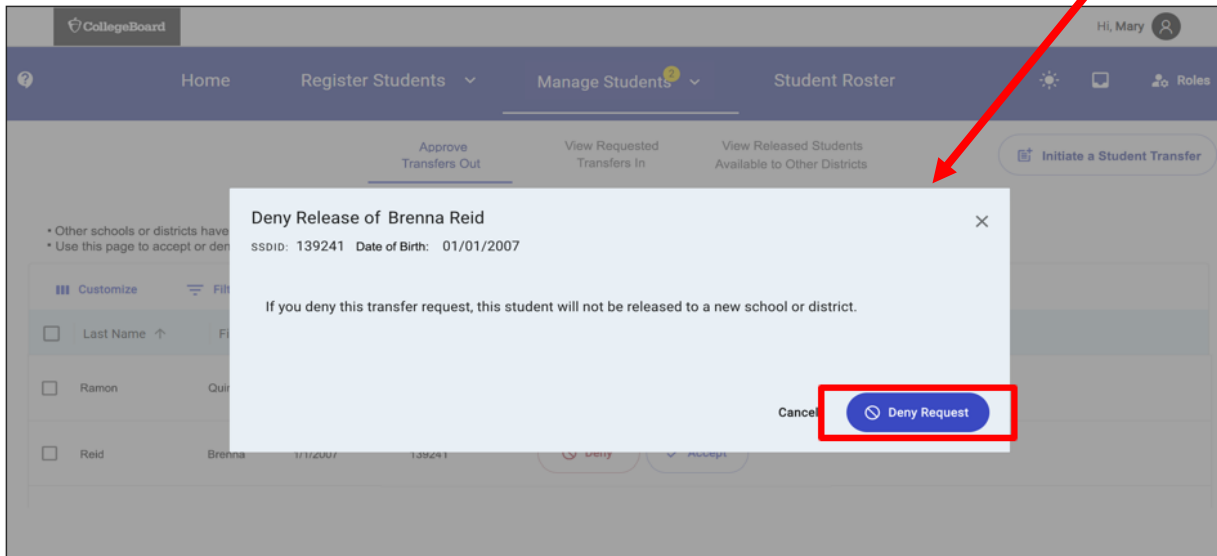 CollegeBoard
Hi, Mary
Home Register Students Manage Students 2 Student Roster Roles
Approve Transfers Out
View Requested Transfers In
View Released Students Available to Other Districts
Initiate a Student Transfer
Deny Release of Brenna Reid
SSDID: 139241 Date of Birth: 01/01/2007
• Other schools or districts have
• Use this page to accept or den
If you deny this transfer request, this student will not be released to a new school or district.
Customize Filt
Last Name Fi
Ramon Quin
Cancel Deny Request
Reid Brenna 1/1/2007 139241 Deny Accept